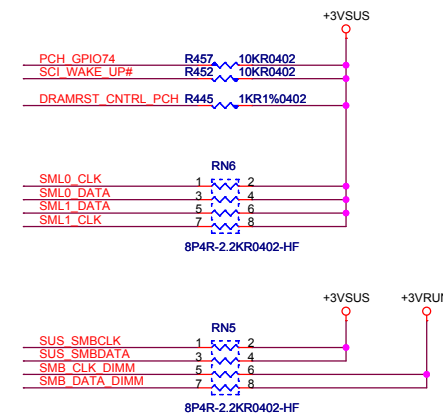 +3VSUS
PCH_GPIO74 R457 10KR0402
SCI_WAKE_UP# R452 10KR0402
DRAMRST_CNTRL_PCH R445 1KR1%0402
RN6
SML0_CLK 1 2
SML0_DATA 3 4
SML1_DATA 5 6
SML1_CLK 7 8
8P4R-2.2KR0402-HF
+3VSUS +3VRUN
RN5
SUS_SMBCLK 1 2
SUS_SMBDATA 3 4
SMB_CLK_DIMM 5 6
SMB_DATA_DIMM 7 8
8P4R-2.2KR0402-HF